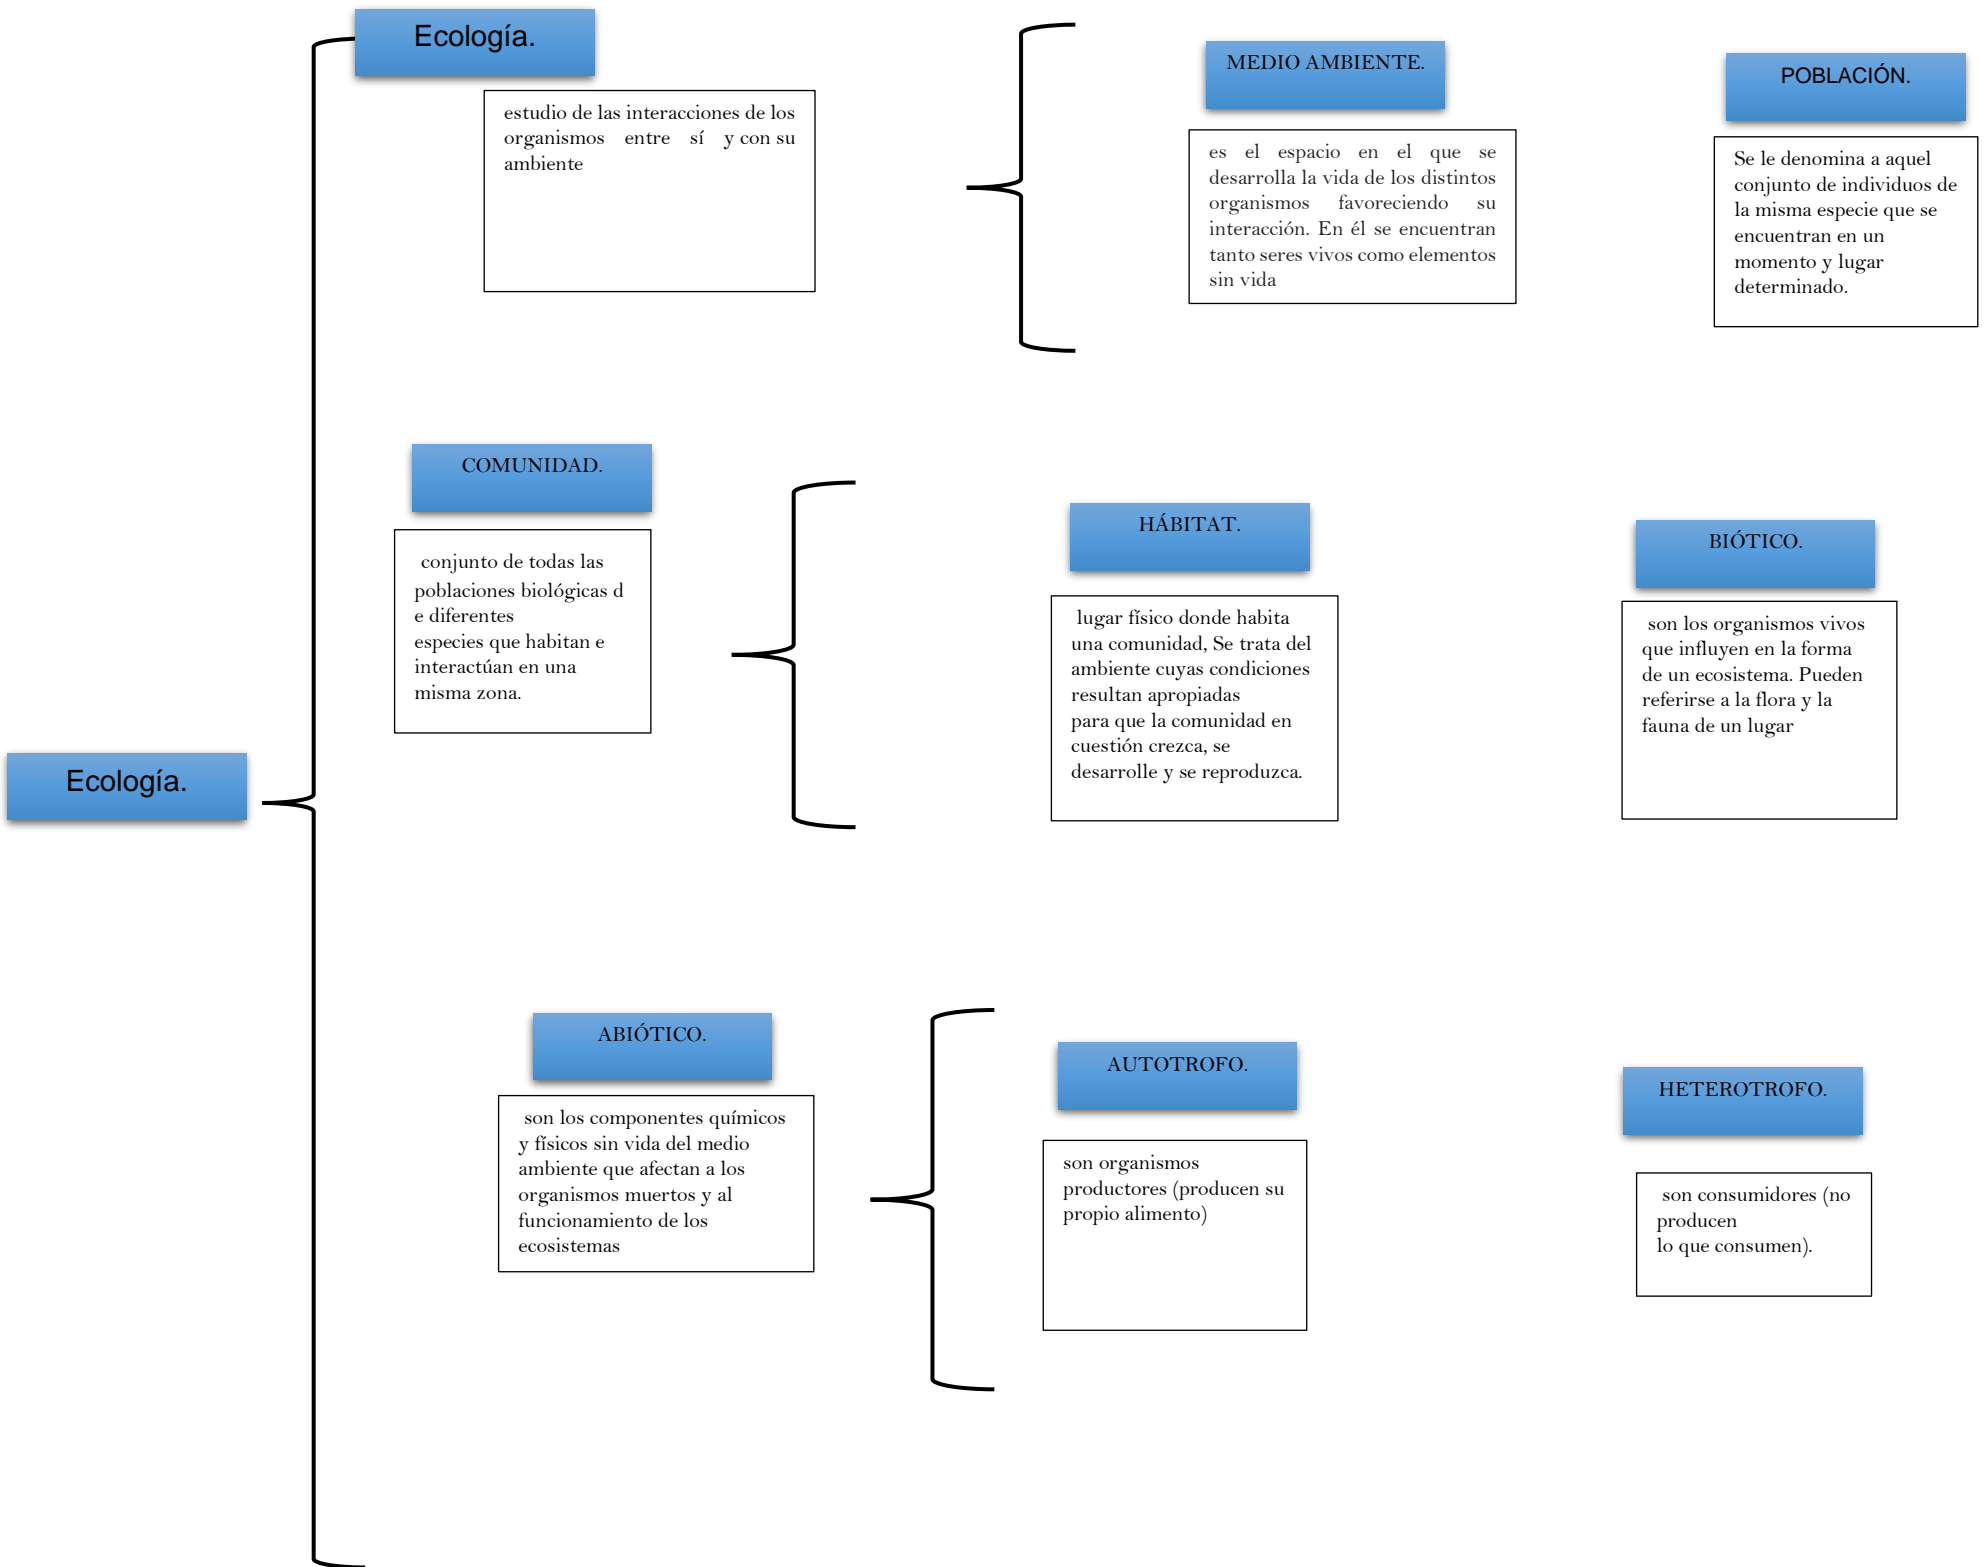 Ecología.
estudio de las interacciones de los
organismos entre sí y con su
ambiente
MEDIO AMBIENTE.
es el espacio en el que se
desarrolla la vida de los distintos
organismos favoreciendo su
interacción. En él se encuentran
tanto seres vivos como elementos
sin vida
POBLACIÓN.
Se le denomina a aquel
conjunto de individuos de
la misma especie que se
encuentran en un
momento y lugar
determinado.
COMUNIDAD.
conjunto de todas las
poblaciones biológicas d
e diferentes
especies que habitan e
interactúan en una
misma zona.
HÁBITAT.
lugar físico donde habita
una comunidad, Se trata del
ambiente cuyas condiciones
resultan apropiadas
para que la comunidad en
cuestión crezca, se
desarrolle y se reproduzca.
BIÓTICO.
son los organismos vivos
que influyen en la forma
de un ecosistema. Pueden
referirse a la flora y la
fauna de un lugar
Ecología.
ABIÓTICO.
son los componentes químicos
y físicos sin vida del medio
ambiente que afectan a los
organismos muertos y al
funcionamiento de los
ecosistemas
AUTOTROFO.
son organismos
productores (producen su
propio alimento)
HETEROTROFO.
son consumidores (no
producen
lo que consumen).